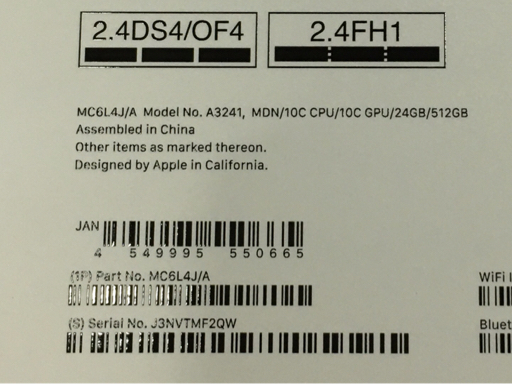 2.4DS4/OF4
2.4FH1
MC6L4J/A Model No. A3241, MDN/10C CPU/10C GPU/24GB/512GB
Assembled in China
Other items as marked thereon.
Designed by Apple in California.
JAN
4 549995 550665
(1P) Part No. MC6L4J/A
WiFi
(S) Serial No. J3NVTMF2QW